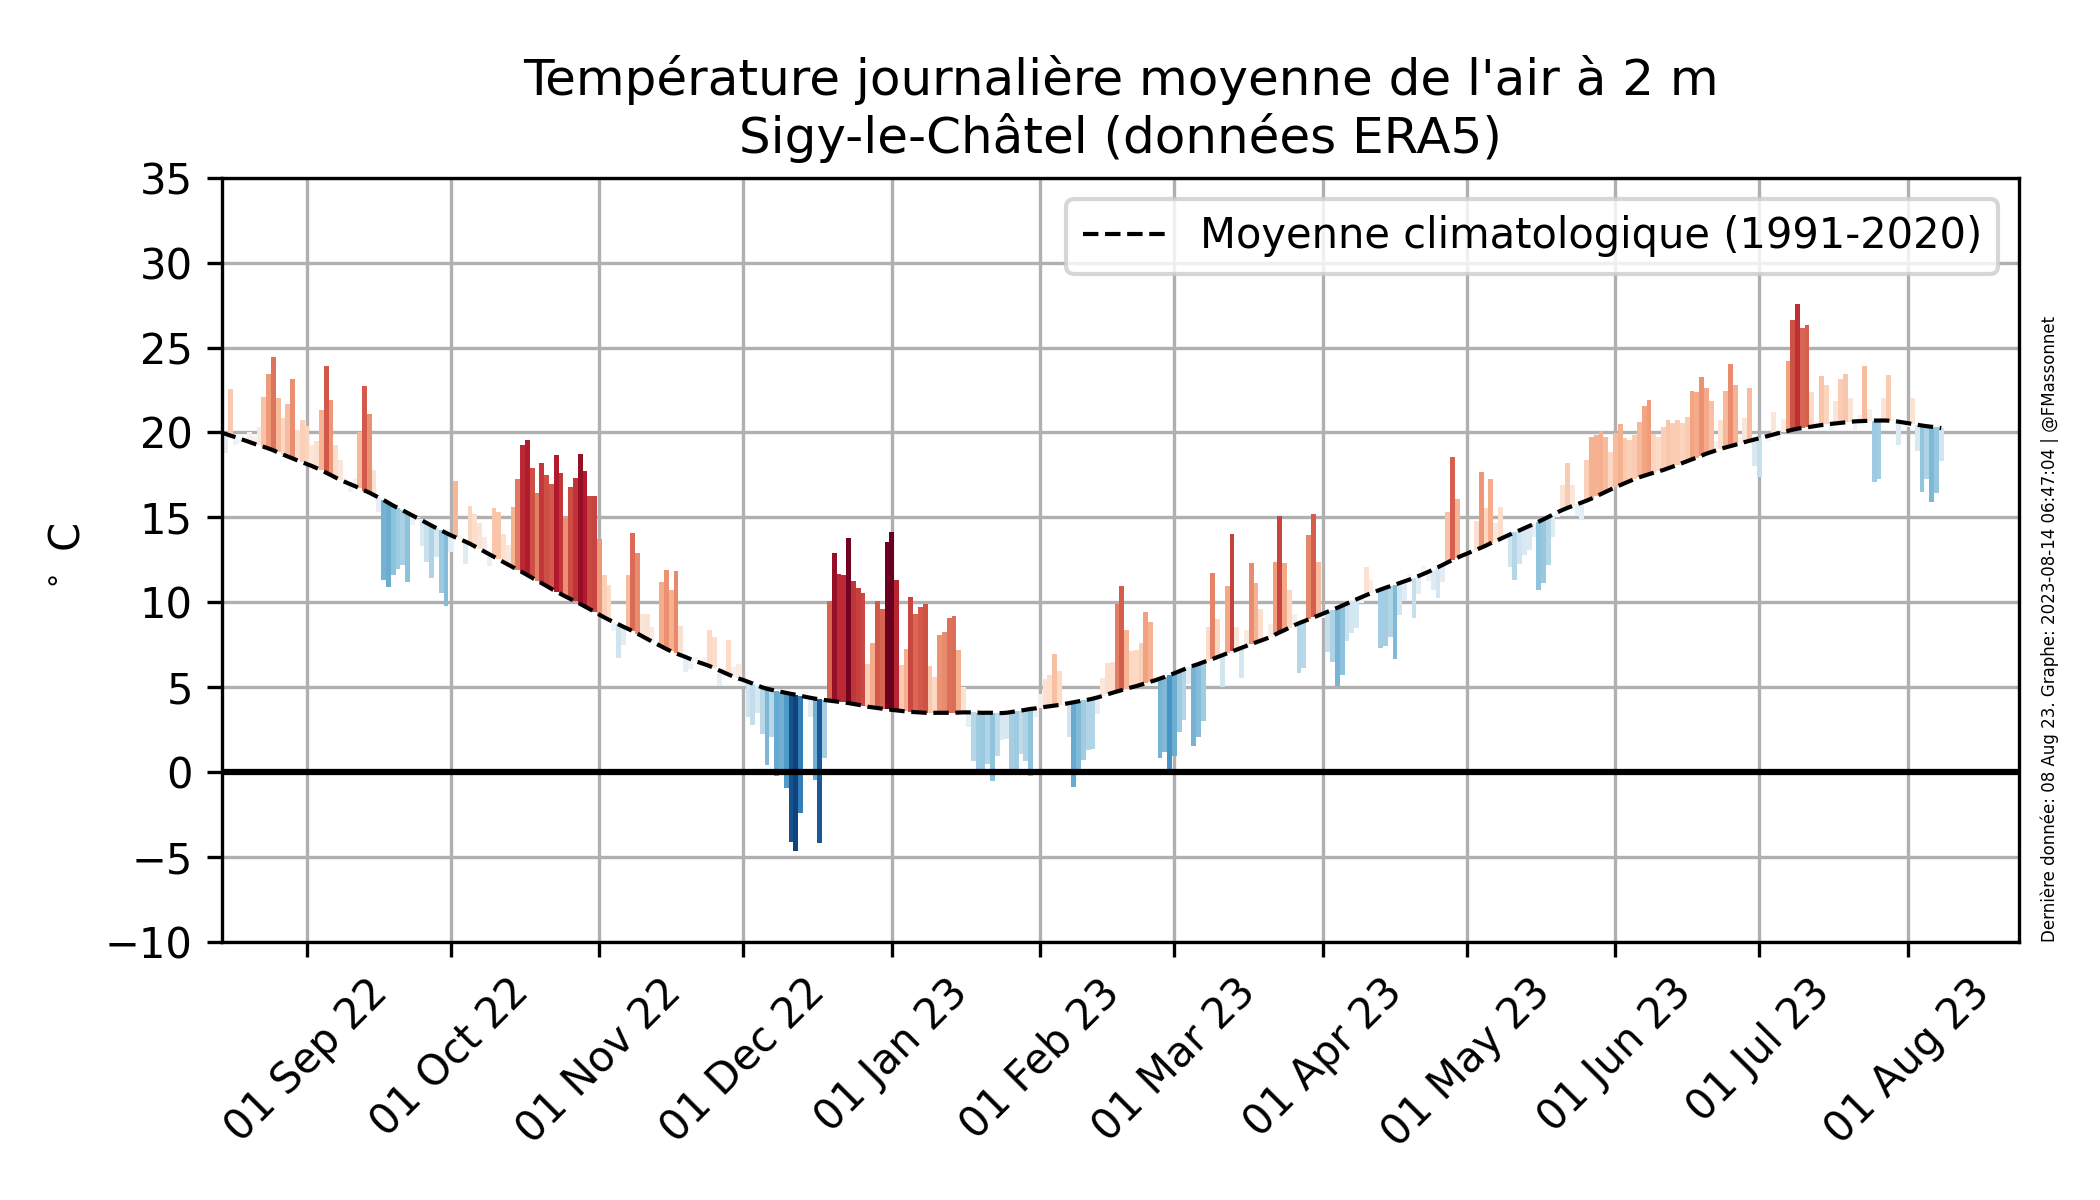 Température journalière moyenne de l'air à 2 m
Sigy-le-Châtel (données ERA5)
Moyenne climatologique (1991-2020)
° C
35
30
25
20
15
10
5
0
−5
−10
01 Sep 22
01 Oct 22
01 Nov 22
01 Dec 22
01 Jan 23
01 Feb 23
01 Mar 23
01 Apr 23
01 May 23
01 Jun 23
01 Jul 23
01 Aug 23
Dernière donnée: 08 Aug 23. Graphe: 2023-08-14 06:47:04 | @FMassonnet